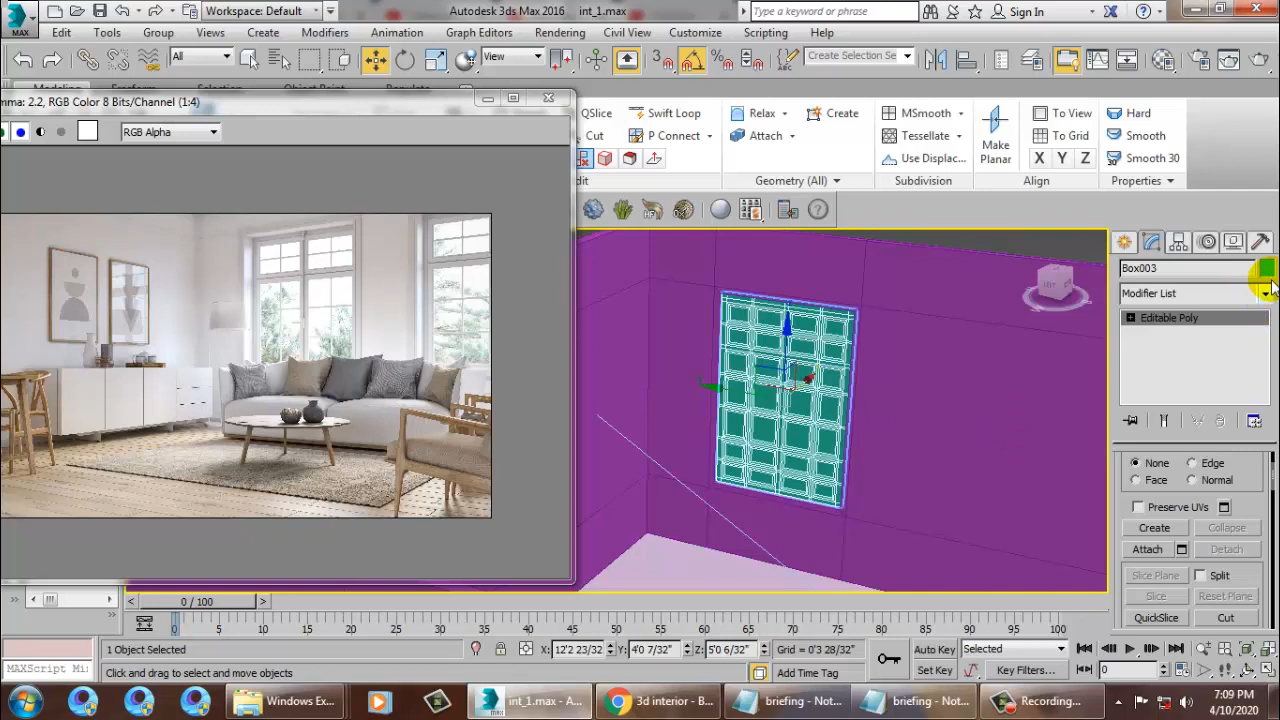 MAX
Workspace: Default
Autodesk 3ds Max 2016 int_1.max
Type a keyword or phrase
Sign In
Edit Tools Group Views Create Modifiers Animation Graph Editors Rendering Civil View Customize Scripting Help
All
View
3
Create Selection Se
mma: 2.2, RGB Color 8 Bits/Channel (1:4)
RGB Alpha
QSlice Swift Loop
Cut P Connect
dit
Relax Create
Attach
Geometry (All)
MSmooth
Tessellate
Use Displac...
Subdivision
Make
Planar
To View
To Grid
X Y Z
Align
Hard
Smooth
Smooth 30
Properties
Box003
Modifier List
Editable Poly
None Edge
Face Normal
Preserve UVs
Create Collapse
Attach Detach
Slice Plane Split
Slice Reset Plane
QuickSlice Cut
0 / 100
0 5 10 15 20 25 30 35 40 45 50 55 60 65 70 75 80 85 90 95 100
1 Object Selected
X: 12'2 23/32 Y: 4'0 7/32" Z: 5'0 6/32" Grid = 0'3 28/32"
Auto Key Selected
MAXScript Mi
Click and drag to select and move objects
Add Time Tag
Set Key Key Filters...
0
Windows Ex...
int_1.max - A...
3d interior - B...
briefing - Not...
briefing - Not...
Recording...
7:09 PM
4/10/2020